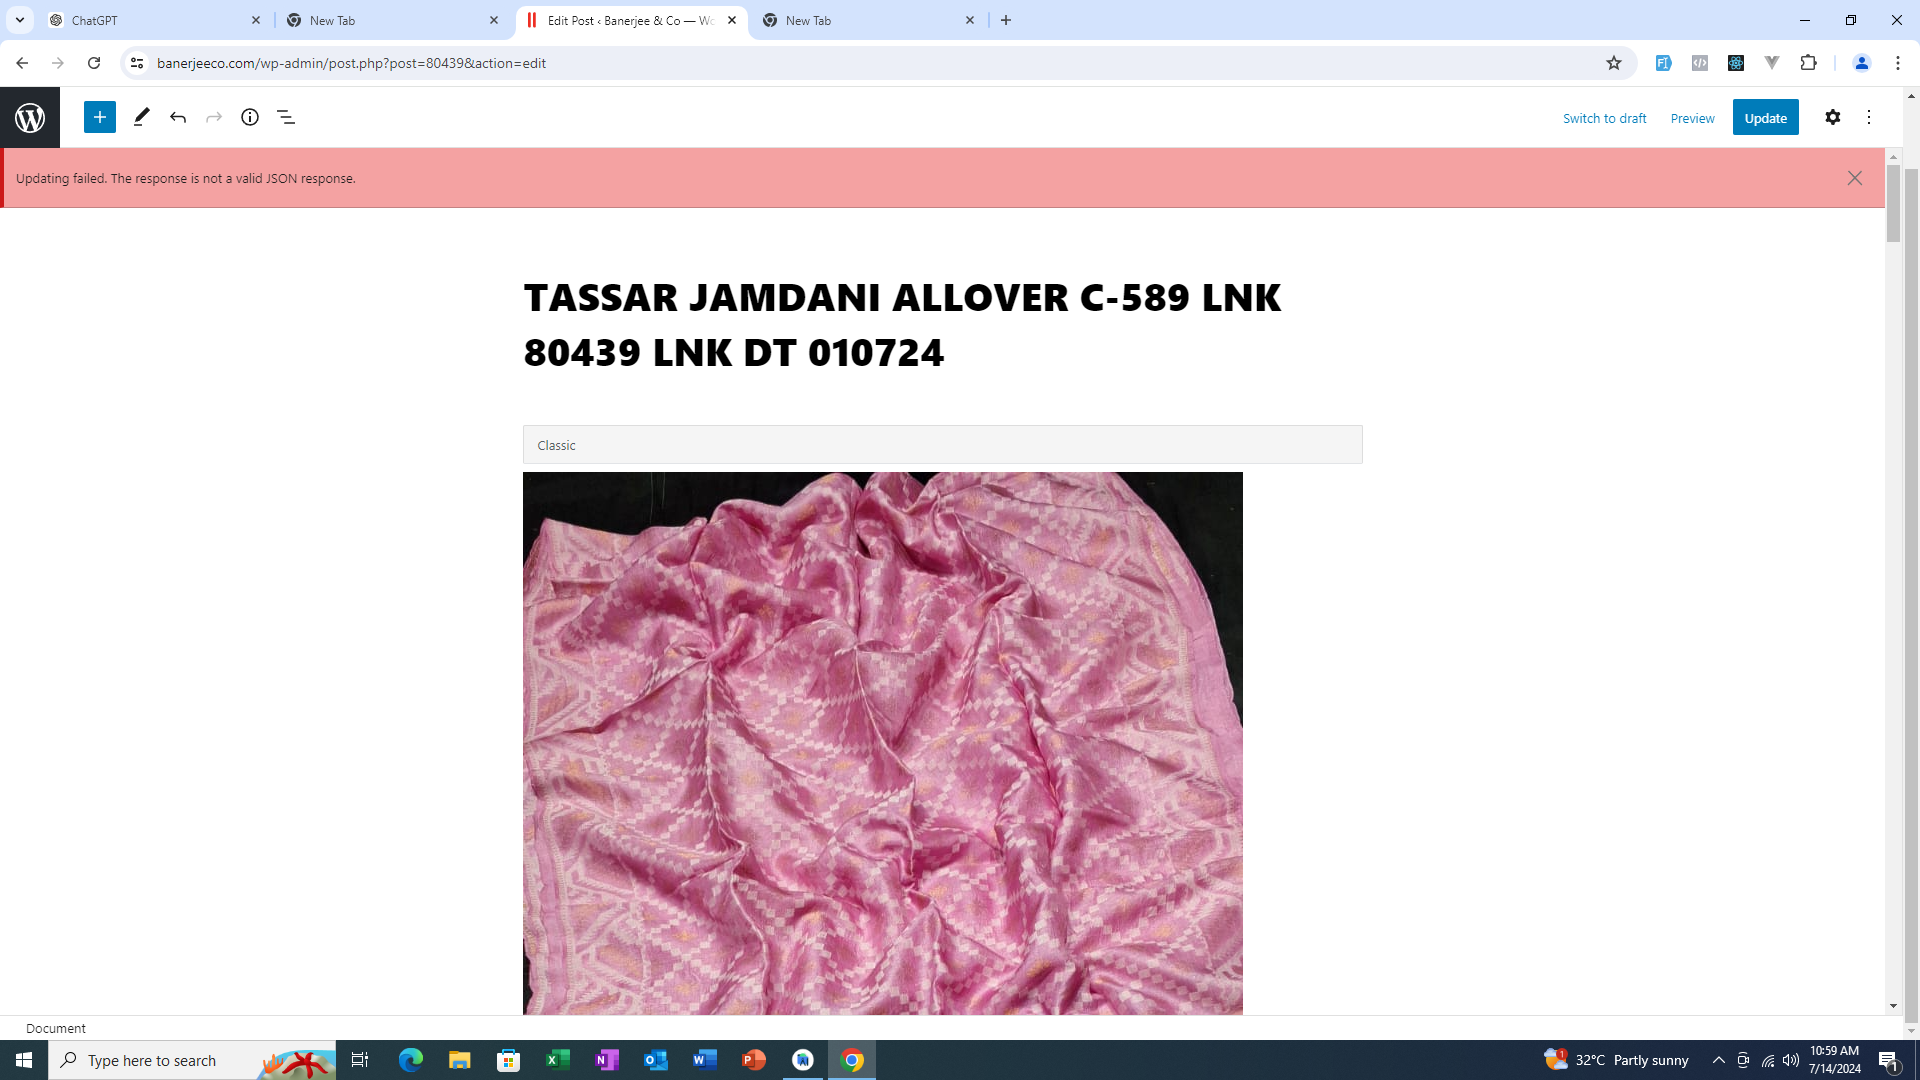 ChatGPT
New Tab
Edit Post ‹ Banerjee & Co — Wo
New Tab
banerjeeco.com/wp-admin/post.php?post=80439&action=edit
Switch to draft
Preview
Update
Updating failed. The response is not a valid JSON response.
TASSAR JAMDANI ALLOVER C-589 LNK
80439 LNK DT 010724
Classic
Document
Type here to search
32°C Partly sunny
10:59 AM
7/14/2024